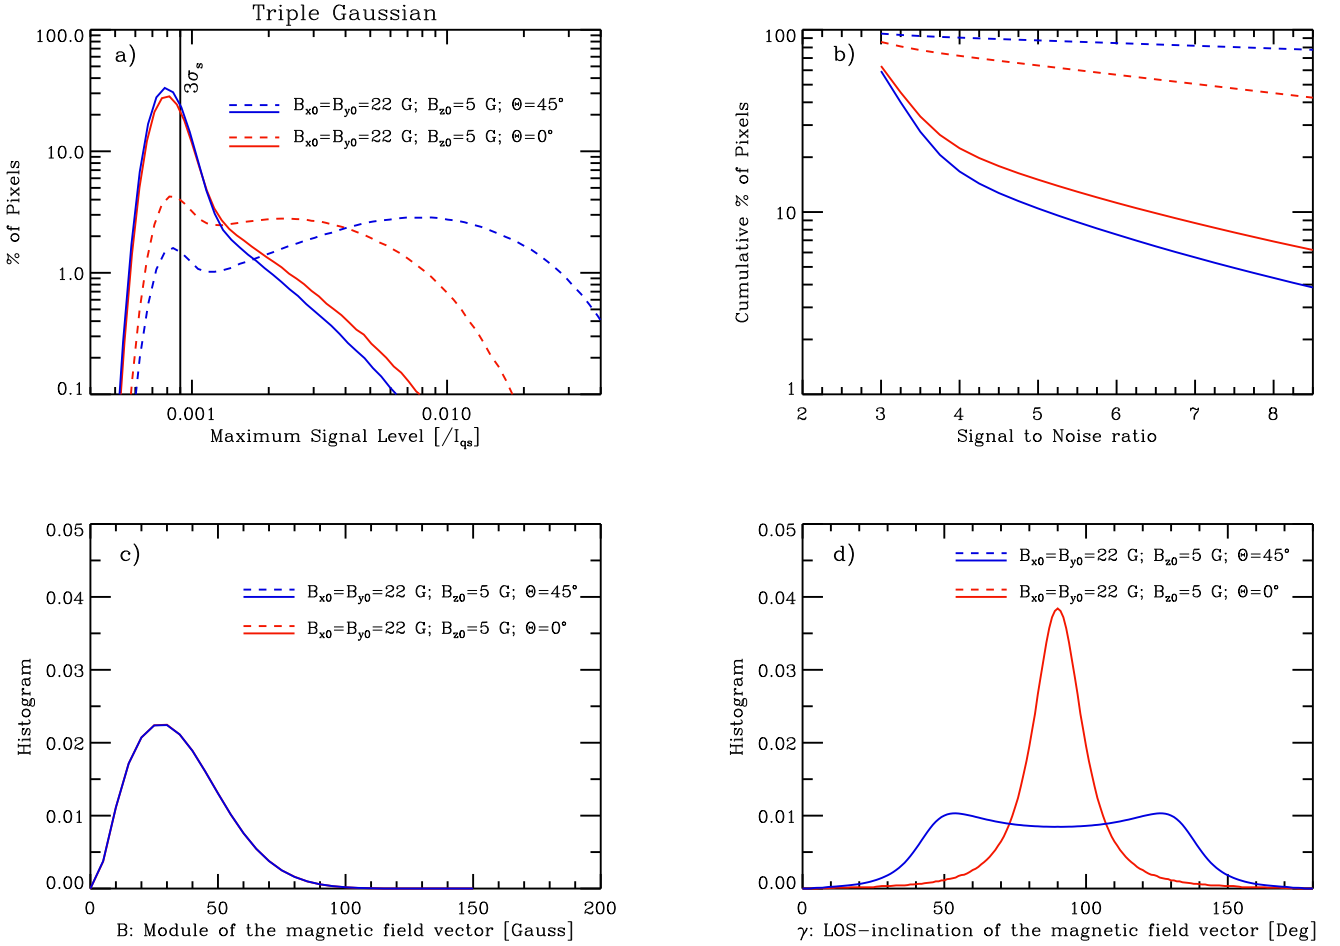 Triple Gaussian
a)
3σs
Bx0=By0=22 G; Bz0=5 G; Θ=45°
Bx0=By0=22 G; Bz0=5 G; Θ=0°
% of Pixels
100.0
10.0
1.0
0.1
0.001
0.010
Maximum Signal Level [/Iqs]
b)
Cumulative % of Pixels
100
10
1
2
3
4
5
6
7
8
Signal to Noise ratio
c)
Bx0=By0=22 G; Bz0=5 G; Θ=45°
Bx0=By0=22 G; Bz0=5 G; Θ=0°
Histogram
0.05
0.04
0.03
0.02
0.01
0.00
0
50
100
150
200
B: Module of the magnetic field vector [Gauss]
d)
Bx0=By0=22 G; Bz0=5 G; Θ=45°
Bx0=By0=22 G; Bz0=5 G; Θ=0°
Histogram
0.05
0.04
0.03
0.02
0.01
0.00
0
50
100
150
γ: LOS−inclination of the magnetic field vector [Deg]